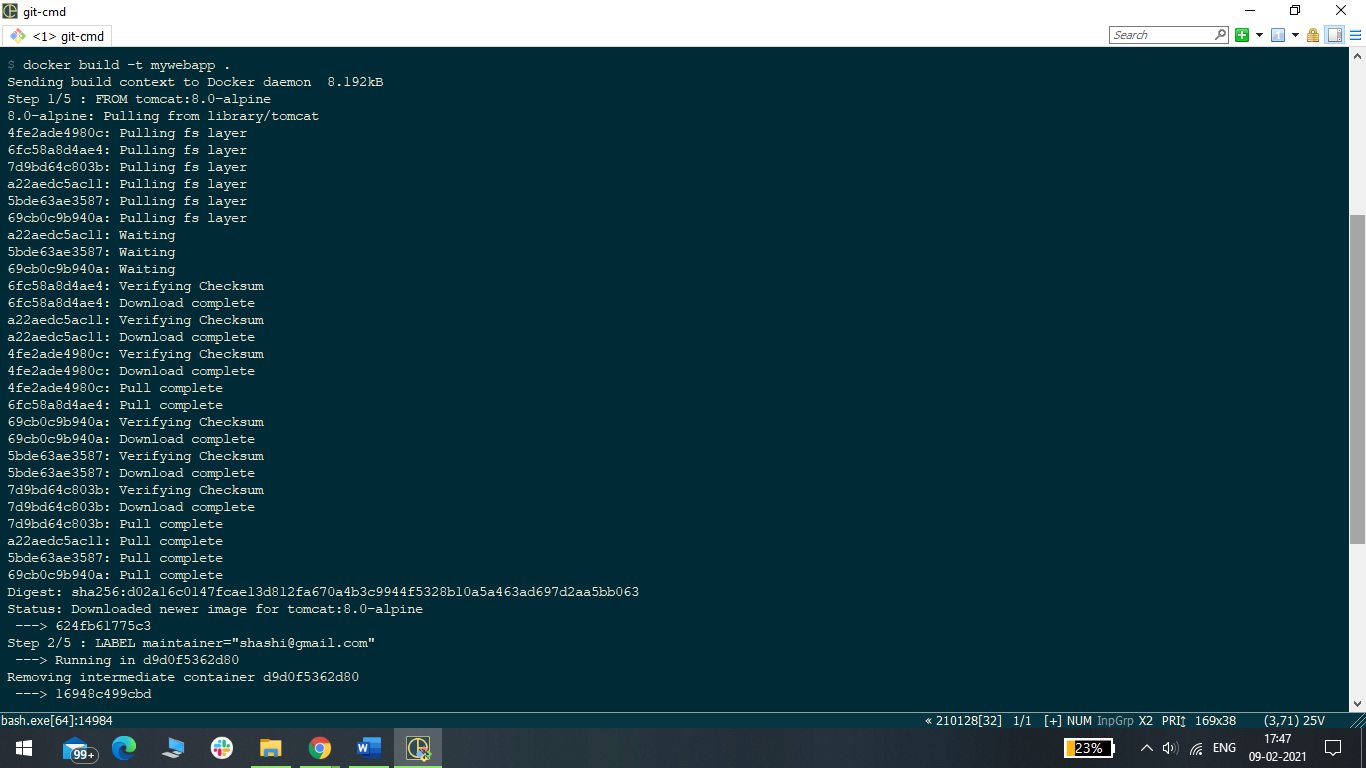 git-cmd
<1> git-cmd
Search
$ docker build -t mywebapp .
Sending build context to Docker daemon  8.192kB
Step 1/5 : FROM tomcat:8.0-alpine
8.0-alpine: Pulling from library/tomcat
4fe2ade4980c: Pulling fs layer
6fc58a8d4ae4: Pulling fs layer
7d9bd64c803b: Pulling fs layer
a22aedc5ac11: Pulling fs layer
5bde63ae3587: Pulling fs layer
69cb0c9b940a: Pulling fs layer
a22aedc5ac11: Waiting
5bde63ae3587: Waiting
69cb0c9b940a: Waiting
6fc58a8d4ae4: Verifying Checksum
6fc58a8d4ae4: Download complete
a22aedc5ac11: Verifying Checksum
a22aedc5ac11: Download complete
4fe2ade4980c: Verifying Checksum
4fe2ade4980c: Download complete
4fe2ade4980c: Pull complete
6fc58a8d4ae4: Pull complete
69cb0c9b940a: Verifying Checksum
69cb0c9b940a: Download complete
5bde63ae3587: Verifying Checksum
5bde63ae3587: Download complete
7d9bd64c803b: Verifying Checksum
7d9bd64c803b: Download complete
7d9bd64c803b: Pull complete
a22aedc5ac11: Pull complete
5bde63ae3587: Pull complete
69cb0c9b940a: Pull complete
Digest: sha256:d02a16c0147fcae13d812fa670a4b3c9944f5328b10a5a463ad697d2aa5bb063
Status: Downloaded newer image for tomcat:8.0-alpine
 ---> 624fb61775c3
Step 2/5 : LABEL maintainer="shashi@gmail.com"
 ---> Running in d9d0f5362d80
Removing intermediate container d9d0f5362d80
 ---> 16948c499cbd
bash.exe[64]:14984 « 210128[32] 1/1 [+] NUM InpGrp X2 PRI↕ 169x38 (3,71) 25V
99+ 23% ENG 17:47
09-02-2021